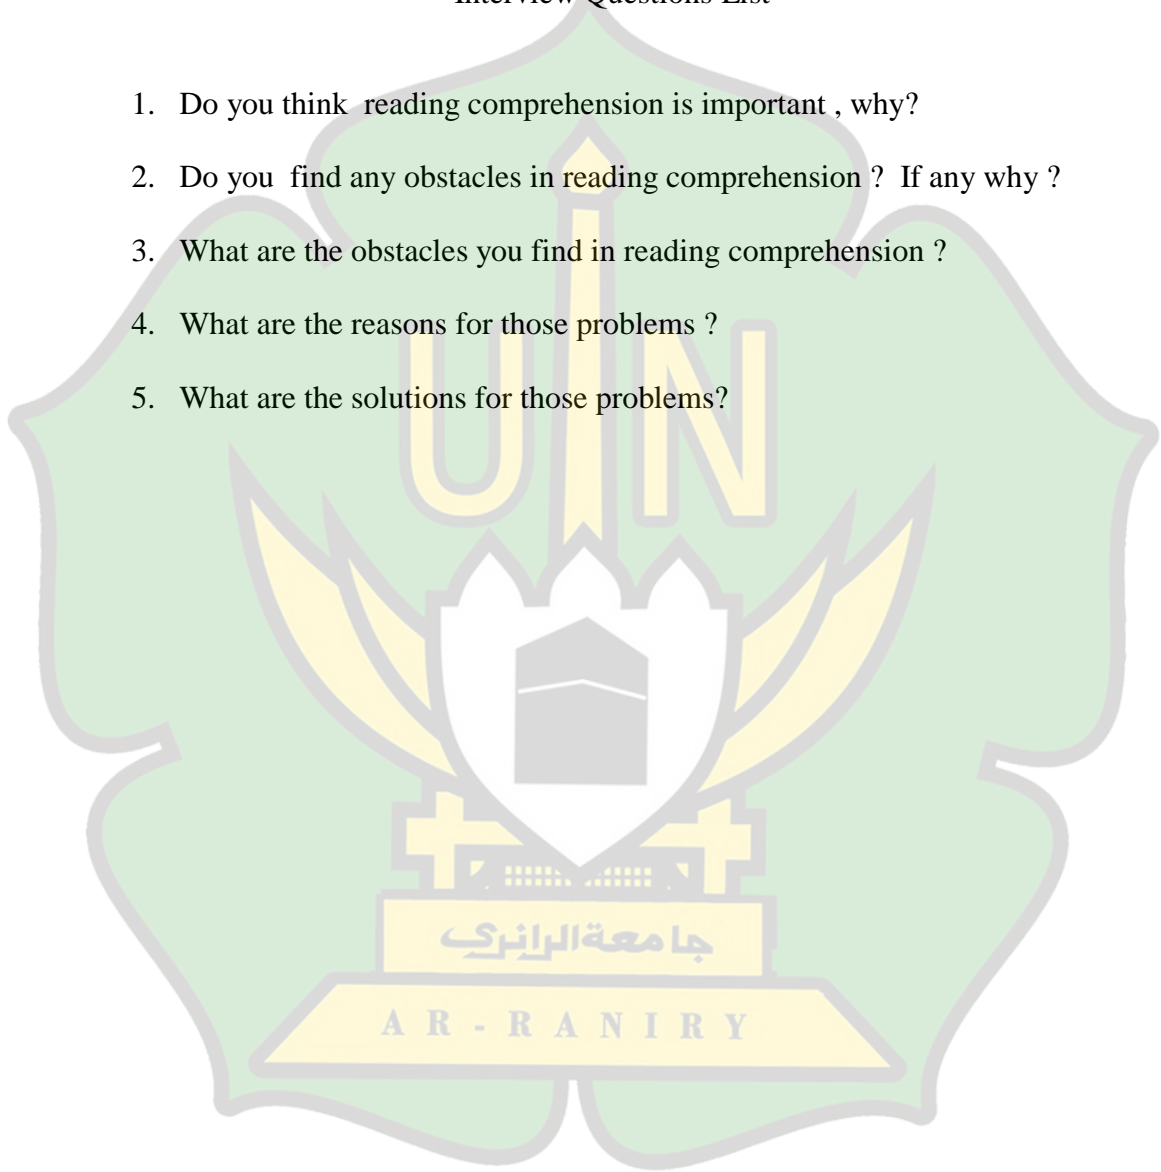 Interview Questions List
1. Do you think reading comprehension is important , why?
2. Do you find any obstacles in reading comprehension ? If any why ?
3. What are the obstacles you find in reading comprehension ?
4. What are the reasons for those problems ?
5. What are the solutions for those problems?
UIN
جامعة الرانري
AR-RANIRY